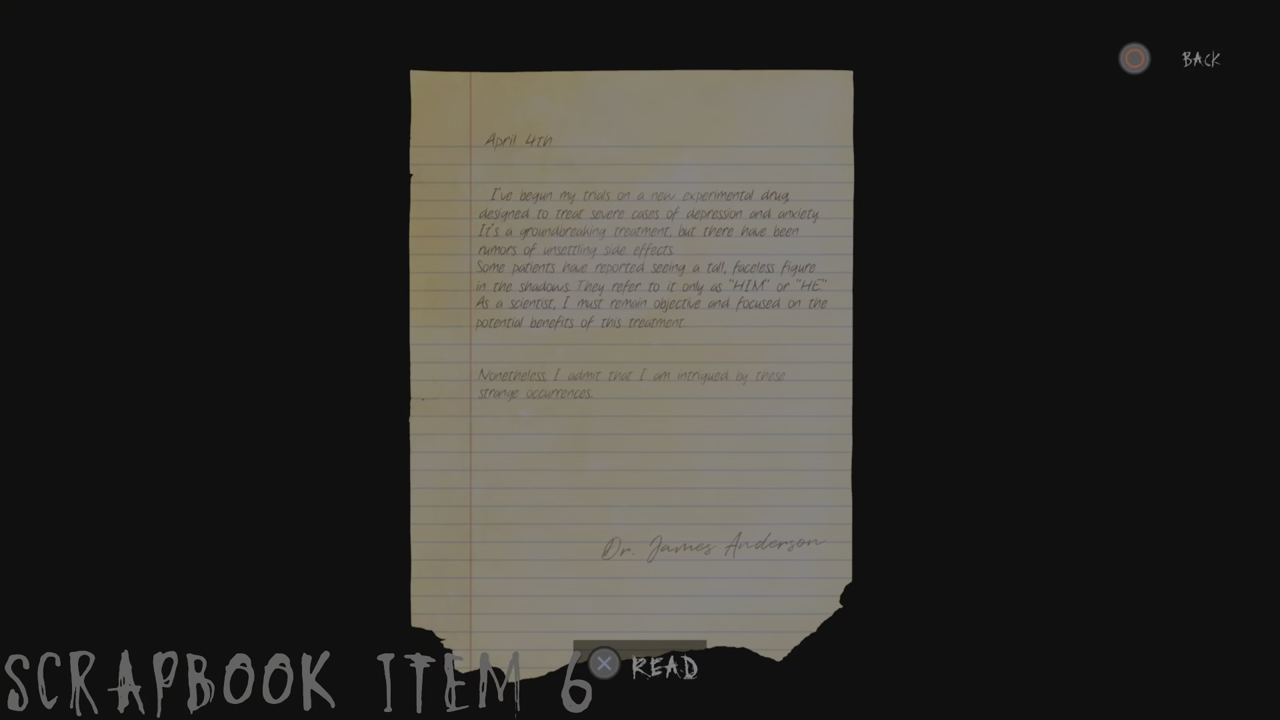 BACK
April 4th
I've begun my trials on a new experimental drug,
designed to treat severe cases of depression and anxiety.
It's a groundbreaking treatment, but there have been
rumors of unsettling side effects.
Some patients have reported seeing a tall, faceless figure
in the shadows. They refer to it only as "HIM" or "HE."
As a scientist, I must remain objective and focused on the
potential benefits of this treatment.
Nonetheless, I admit that I am intrigued by these
strange occurrences.
Dr. James Anderson
SCRAPBOOK ITEM 6
READ